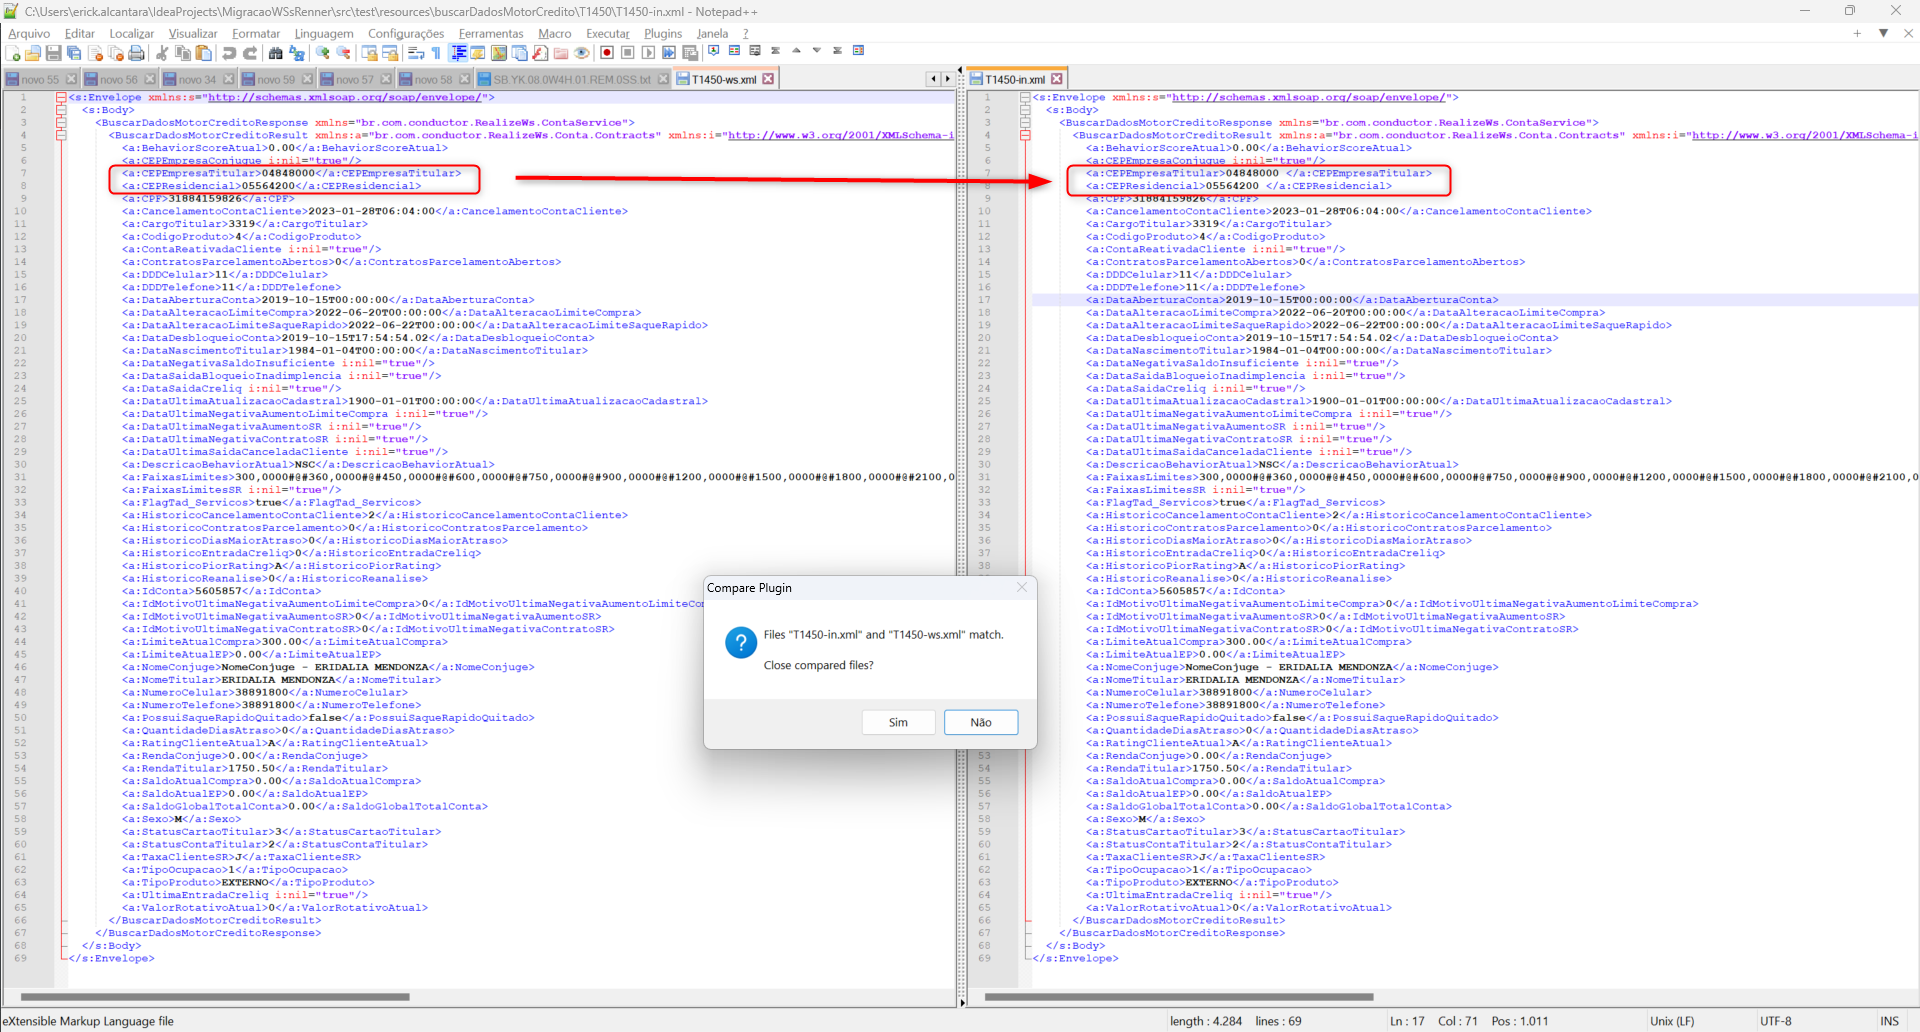 C:\Users\erick.alcantara\IdeaProjects\MigracaoWSsRenner\src\test\resources\buscarDadosMotorCredito\T1450\T1450-in.xml - Notepad++
Arquivo Editar Localizar Visualizar Formatar Linguagem Configurações Ferramentas Macro Executar Plugins Janela ?
novo 55 novo 56 novo 34 novo 59 novo 57 novo 58 SB.YK.08.0W4H.01.REM.0SS.txt T1450-ws.xml
1 <s:Envelope xmlns:s="http://schemas.xmlsoap.org/soap/envelope/">
2 <s:Body>
3 <BuscarDadosMotorCreditoResponse xmlns="br.com.conductor.RealizeWs.ContaService">
4 <BuscarDadosMotorCreditoResult xmlns:a="br.com.conductor.RealizeWs.Conta.Contracts" xmlns:i="http://www.w3.org/2001/XMLSchema-i
5 <a:BehaviorScoreAtual>0.00</a:BehaviorScoreAtual>
6 <a:CEPEmpresaConjugue i:nil="true"/>
7 <a:CEPEmpresaTitular>04848000</a:CEPEmpresaTitular>
8 <a:CEPResidencial>05564200</a:CEPResidencial>
9 <a:CPF>31884159826</a:CPF>
10 <a:CancelamentoContaCliente>2023-01-28T06:04:00</a:CancelamentoContaCliente>
11 <a:CargoTitular>3319</a:CargoTitular>
12 <a:CodigoProduto>4</a:CodigoProduto>
13 <a:ContaReativadaCliente i:nil="true"/>
14 <a:ContratosParcelamentoAbertos>0</a:ContratosParcelamentoAbertos>
15 <a:DDDCelular>11</a:DDDCelular>
16 <a:DDDTelefone>11</a:DDDTelefone>
17 <a:DataAberturaConta>2019-10-15T00:00:00</a:DataAberturaConta>
18 <a:DataAlteracaoLimiteCompra>2022-06-20T00:00:00</a:DataAlteracaoLimiteCompra>
19 <a:DataAlteracaoLimiteSaqueRapido>2022-06-22T00:00:00</a:DataAlteracaoLimiteSaqueRapido>
20 <a:DataDesbloqueioConta>2019-10-15T17:54:54.02</a:DataDesbloqueioConta>
21 <a:DataNascimentoTitular>1984-01-04T00:00:00</a:DataNascimentoTitular>
22 <a:DataNegativaSaldoInsuficiente i:nil="true"/>
23 <a:DataSaidaBloqueioInadimplencia i:nil="true"/>
24 <a:DataSaidaCreliq i:nil="true"/>
25 <a:DataUltimaAtualizacaoCadastral>1900-01-01T00:00:00</a:DataUltimaAtualizacaoCadastral>
26 <a:DataUltimaNegativaAumentoLimiteCompra i:nil="true"/>
27 <a:DataUltimaNegativaAumentoSR i:nil="true"/>
28 <a:DataUltimaNegativaContratoSR i:nil="true"/>
29 <a:DataUltimaSaidaCanceladaCliente i:nil="true"/>
30 <a:DescricaoBehaviorAtual>NSC</a:DescricaoBehaviorAtual>
31 <a:FaixasLimites>300,0000#@#360,0000#@#450,0000#@#600,0000#@#750,0000#@#900,0000#@#1200,0000#@#1500,0000#@#1800,0000#@#2100,0
32 <a:FaixasLimitesSR i:nil="true"/>
33 <a:FlagTad_Servicos>true</a:FlagTad_Servicos>
34 <a:HistoricoCancelamentoContaCliente>2</a:HistoricoCancelamentoContaCliente>
35 <a:HistoricoContratosParcelamento>0</a:HistoricoContratosParcelamento>
36 <a:HistoricoDiasMaiorAtraso>0</a:HistoricoDiasMaiorAtraso>
37 <a:HistoricoEntradaCreliq>0</a:HistoricoEntradaCreliq>
38 <a:HistoricoPiorRating>A</a:HistoricoPiorRating>
39 <a:HistoricoReanalise>0</a:HistoricoReanalise>
40 <a:IdConta>5605857</a:IdConta>
41 <a:IdMotivoUltimaNegativaAumentoLimiteCompra>0</a:IdMotivoUltimaNegativaAumentoLimiteCor
42 <a:IdMotivoUltimaNegativaAumentoSR>0</a:IdMotivoUltimaNegativaAumentoSR>
43 <a:IdMotivoUltimaNegativaContratoSR>0</a:IdMotivoUltimaNegativaContratoSR>
44 <a:LimiteAtualCompra>300.00</a:LimiteAtualCompra>
45 <a:LimiteAtualEP>0.00</a:LimiteAtualEP>
46 <a:NomeConjuge>NomeConjuge - ERIDALIA MENDONZA</a:NomeConjuge>
47 <a:NomeTitular>ERIDALIA MENDONZA</a:NomeTitular>
48 <a:NumeroCelular>38891800</a:NumeroCelular>
49 <a:NumeroTelefone>38891800</a:NumeroTelefone>
50 <a:PossuiSaqueRapidoQuitado>false</a:PossuiSaqueRapidoQuitado>
51 <a:QuantidadeDiasAtraso>0</a:QuantidadeDiasAtraso>
52 <a:RatingClienteAtual>A</a:RatingClienteAtual>
53 <a:RendaConjuge>0.00</a:RendaConjuge>
54 <a:RendaTitular>1750.50</a:RendaTitular>
55 <a:SaldoAtualCompra>0.00</a:SaldoAtualCompra>
56 <a:SaldoAtualEP>0.00</a:SaldoAtualEP>
57 <a:SaldoGlobalTotalConta>0.00</a:SaldoGlobalTotalConta>
58 <a:Sexo>M</a:Sexo>
59 <a:StatusCartaoTitular>3</a:StatusCartaoTitular>
60 <a:StatusContaTitular>2</a:StatusContaTitular>
61 <a:TaxaClienteSR>J</a:TaxaClienteSR>
62 <a:TipoOcupacao>1</a:TipoOcupacao>
63 <a:TipoProduto>EXTERNO</a:TipoProduto>
64 <a:UltimaEntradaCreliq i:nil="true"/>
65 <a:ValorRotativoAtual>0</a:ValorRotativoAtual>
66 </BuscarDadosMotorCreditoResult>
67 </BuscarDadosMotorCreditoResponse>
68 </s:Body>
69 </s:Envelope>
T1450-in.xml
1 <s:Envelope xmlns:s="http://schemas.xmlsoap.org/soap/envelope/">
2 <s:Body>
3 <BuscarDadosMotorCreditoResponse xmlns="br.com.conductor.RealizeWs.ContaService">
4 <BuscarDadosMotorCreditoResult xmlns:a="br.com.conductor.RealizeWs.Conta.Contracts" xmlns:i="http://www.w3.org/2001/XMLSchema-i
5 <a:BehaviorScoreAtual>0.00</a:BehaviorScoreAtual>
6 <a:CEPEmpresaConjugue i:nil="true"/>
7 <a:CEPEmpresaTitular>04848000 </a:CEPEmpresaTitular>
8 <a:CEPResidencial>05564200 </a:CEPResidencial>
9 <a:CPF>31884159826</a:CPF>
10 <a:CancelamentoContaCliente>2023-01-28T06:04:00</a:CancelamentoContaCliente>
11 <a:CargoTitular>3319</a:CargoTitular>
12 <a:CodigoProduto>4</a:CodigoProduto>
13 <a:ContaReativadaCliente i:nil="true"/>
14 <a:ContratosParcelamentoAbertos>0</a:ContratosParcelamentoAbertos>
15 <a:DDDCelular>11</a:DDDCelular>
16 <a:DDDTelefone>11</a:DDDTelefone>
17 <a:DataAberturaConta>2019-10-15T00:00:00</a:DataAberturaConta>
18 <a:DataAlteracaoLimiteCompra>2022-06-20T00:00:00</a:DataAlteracaoLimiteCompra>
19 <a:DataAlteracaoLimiteSaqueRapido>2022-06-22T00:00:00</a:DataAlteracaoLimiteSaqueRapido>
20 <a:DataDesbloqueioConta>2019-10-15T17:54:54.02</a:DataDesbloqueioConta>
21 <a:DataNascimentoTitular>1984-01-04T00:00:00</a:DataNascimentoTitular>
22 <a:DataNegativaSaldoInsuficiente i:nil="true"/>
23 <a:DataSaidaBloqueioInadimplencia i:nil="true"/>
24 <a:DataSaidaCreliq i:nil="true"/>
25 <a:DataUltimaAtualizacaoCadastral>1900-01-01T00:00:00</a:DataUltimaAtualizacaoCadastral>
26 <a:DataUltimaNegativaAumentoLimiteCompra i:nil="true"/>
27 <a:DataUltimaNegativaAumentoSR i:nil="true"/>
28 <a:DataUltimaNegativaContratoSR i:nil="true"/>
29 <a:DataUltimaSaidaCanceladaCliente i:nil="true"/>
30 <a:DescricaoBehaviorAtual>NSC</a:DescricaoBehaviorAtual>
31 <a:FaixasLimites>300,0000#@#360,0000#@#450,0000#@#600,0000#@#750,0000#@#900,0000#@#1200,0000#@#1500,0000#@#1800,0000#@#2100,0
32 <a:FaixasLimitesSR i:nil="true"/>
33 <a:FlagTad_Servicos>true</a:FlagTad_Servicos>
34 <a:HistoricoCancelamentoContaCliente>2</a:HistoricoCancelamentoContaCliente>
35 <a:HistoricoContratosParcelamento>0</a:HistoricoContratosParcelamento>
36 <a:HistoricoDiasMaiorAtraso>0</a:HistoricoDiasMaiorAtraso>
37 <a:HistoricoEntradaCreliq>0</a:HistoricoEntradaCreliq>
38 <a:HistoricoPiorRating>A</a:HistoricoPiorRating>
<a:HistoricoReanalise>0</a:HistoricoReanalise>
<a:IdConta>5605857</a:IdConta>
<a:IdMotivoUltimaNegativaAumentoLimiteCompra>0</a:IdMotivoUltimaNegativaAumentoLimiteCompra>
<a:IdMotivoUltimaNegativaAumentoSR>0</a:IdMotivoUltimaNegativaAumentoSR>
<a:IdMotivoUltimaNegativaContratoSR>0</a:IdMotivoUltimaNegativaContratoSR>
<a:LimiteAtualCompra>300.00</a:LimiteAtualCompra>
<a:LimiteAtualEP>0.00</a:LimiteAtualEP>
<a:NomeConjuge>NomeConjuge - ERIDALIA MENDONZA</a:NomeConjuge>
<a:NomeTitular>ERIDALIA MENDONZA</a:NomeTitular>
<a:NumeroCelular>38891800</a:NumeroCelular>
<a:NumeroTelefone>38891800</a:NumeroTelefone>
<a:PossuiSaqueRapidoQuitado>false</a:PossuiSaqueRapidoQuitado>
<a:QuantidadeDiasAtraso>0</a:QuantidadeDiasAtraso>
<a:RatingClienteAtual>A</a:RatingClienteAtual>
53 <a:RendaConjuge>0.00</a:RendaConjuge>
54 <a:RendaTitular>1750.50</a:RendaTitular>
55 <a:SaldoAtualCompra>0.00</a:SaldoAtualCompra>
56 <a:SaldoAtualEP>0.00</a:SaldoAtualEP>
57 <a:SaldoGlobalTotalConta>0.00</a:SaldoGlobalTotalConta>
58 <a:Sexo>M</a:Sexo>
59 <a:StatusCartaoTitular>3</a:StatusCartaoTitular>
60 <a:StatusContaTitular>2</a:StatusContaTitular>
61 <a:TaxaClienteSR>J</a:TaxaClienteSR>
62 <a:TipoOcupacao>1</a:TipoOcupacao>
63 <a:TipoProduto>EXTERNO</a:TipoProduto>
64 <a:UltimaEntradaCreliq i:nil="true"/>
65 <a:ValorRotativoAtual>0</a:ValorRotativoAtual>
66 </BuscarDadosMotorCreditoResult>
67 </BuscarDadosMotorCreditoResponse>
68 </s:Body>
69 </s:Envelope>
Compare Plugin
Files "T1450-in.xml" and "T1450-ws.xml" match.
Close compared files?
Sim Não
eXtensible Markup Language file length : 4.284 lines : 69 Ln : 17 Col : 71 Pos : 1.011 Unix (LF) UTF-8 INS